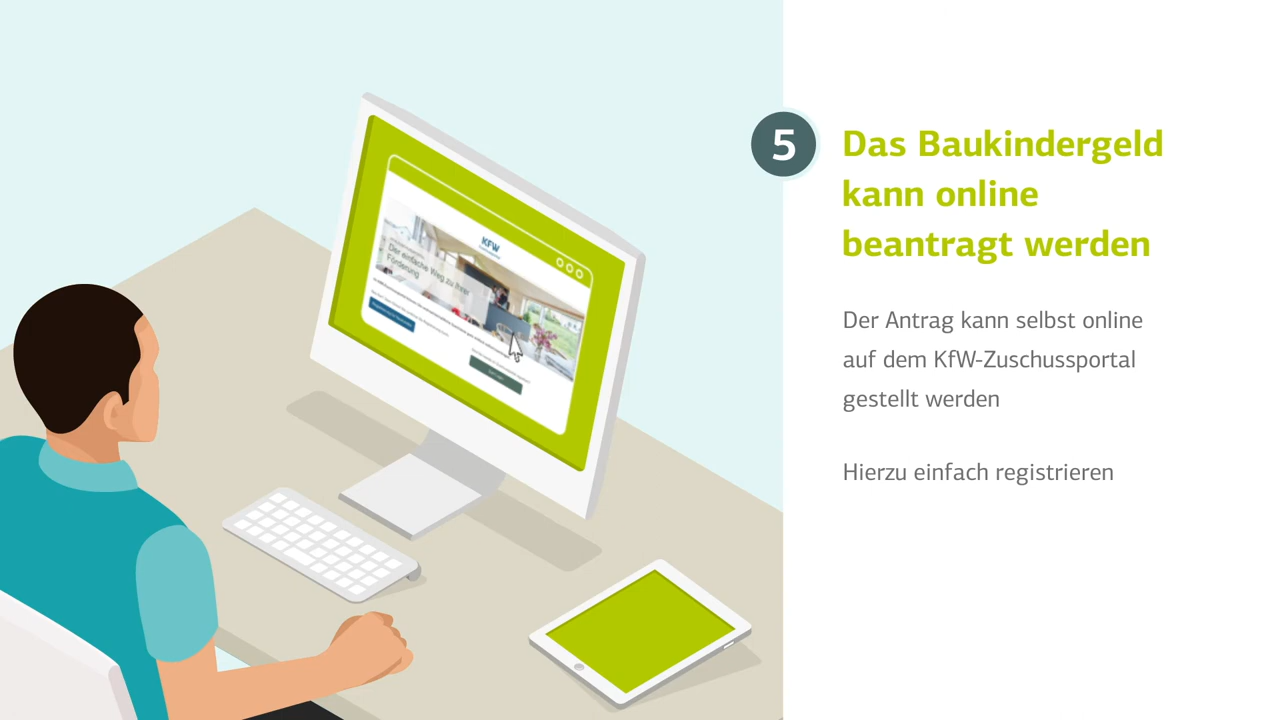 5
Das Baukindergeld
kann online
beantragt werden
Der Antrag kann selbst online
auf dem KfW-Zuschussportal
gestellt werden
Hierzu einfach registrieren
KFW
Der einfache Weg zu Ihrer
Förderung